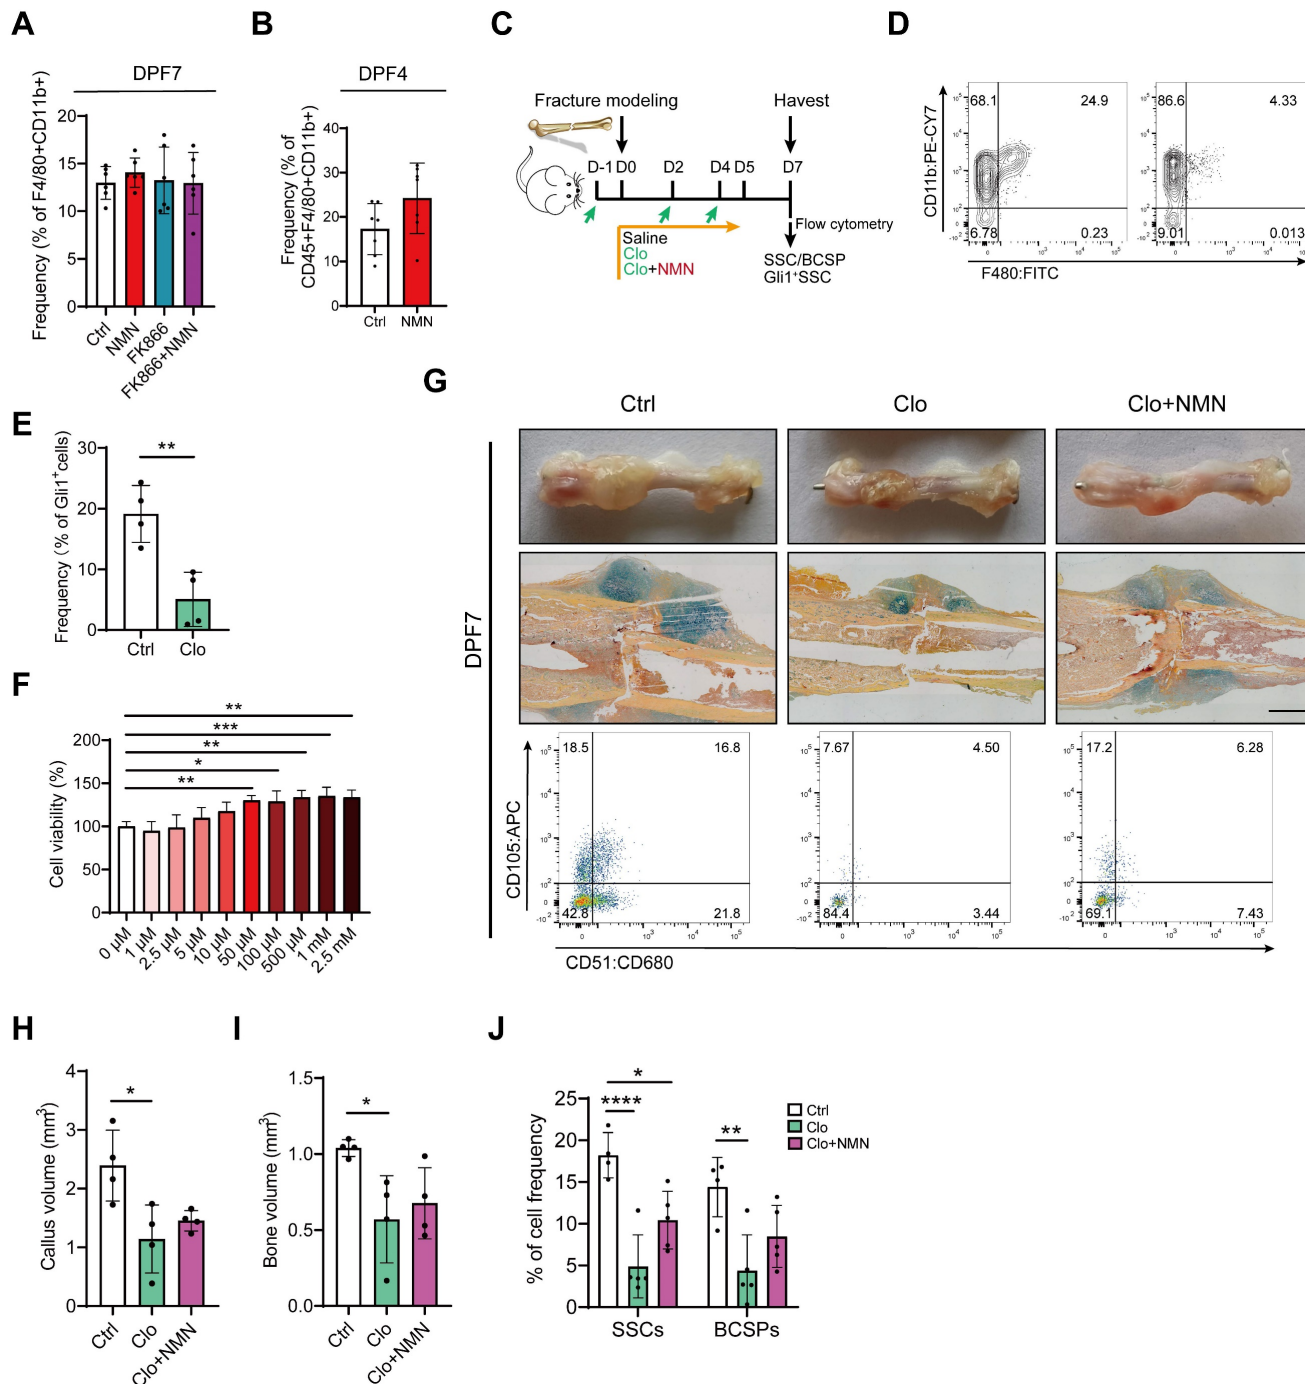 A
DPF7
Frequency (% of F4/80+CD11b+)
20
15
10
5
0
Ctrl
NMN
FK866
FK866+NMN
B
DPF4
Frequency (% of
CD45+F4/80+CD11b+)
40
30
20
10
0
Ctrl
NMN
C
Fracture modeling
Havest
D-1
D0
D2
D4
D5
D7
Flow cytometry
Saline
Clo
Clo+NMN
SSC/BCSP
Gli1⁺SSC
D
CD11b:PE-CY7
68.1
24.9
6.78
0.23
86.6
4.33
9.01
0.013
F480:FITC
E
Frequency (% of Gli1⁺cells)
30
20
10
0
**
Ctrl
Clo
F
Cell viability (%)
200
150
100
50
0
**
***
**
*
**
0 μM
1 μM
2.5 μM
5 μM
10 μM
50 μM
100 μM
500 μM
1 mM
2.5 mM
G
Ctrl
Clo
Clo+NMN
DPF7
CD105:APC
18.5
16.8
42.8
21.8
7.67
4.50
84.4
3.44
17.2
6.28
69.1
7.43
CD51:CD680
H
Callus volume (mm³)
4
3
2
1
0
*
Ctrl
Clo
Clo+NMN
I
Bone volume (mm³)
1.5
1.0
0.5
0.0
*
Ctrl
Clo
Clo+NMN
J
% of cell frequency
25
20
15
10
5
0
*
****
**
SSCs
BCSPs
Ctrl
Clo
Clo+NMN